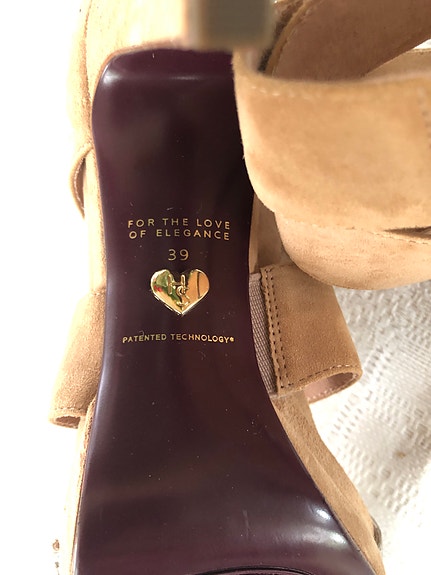 FOR THE LOVE
OF ELEGANCE
39
PATENTED TECHNOLOGY®